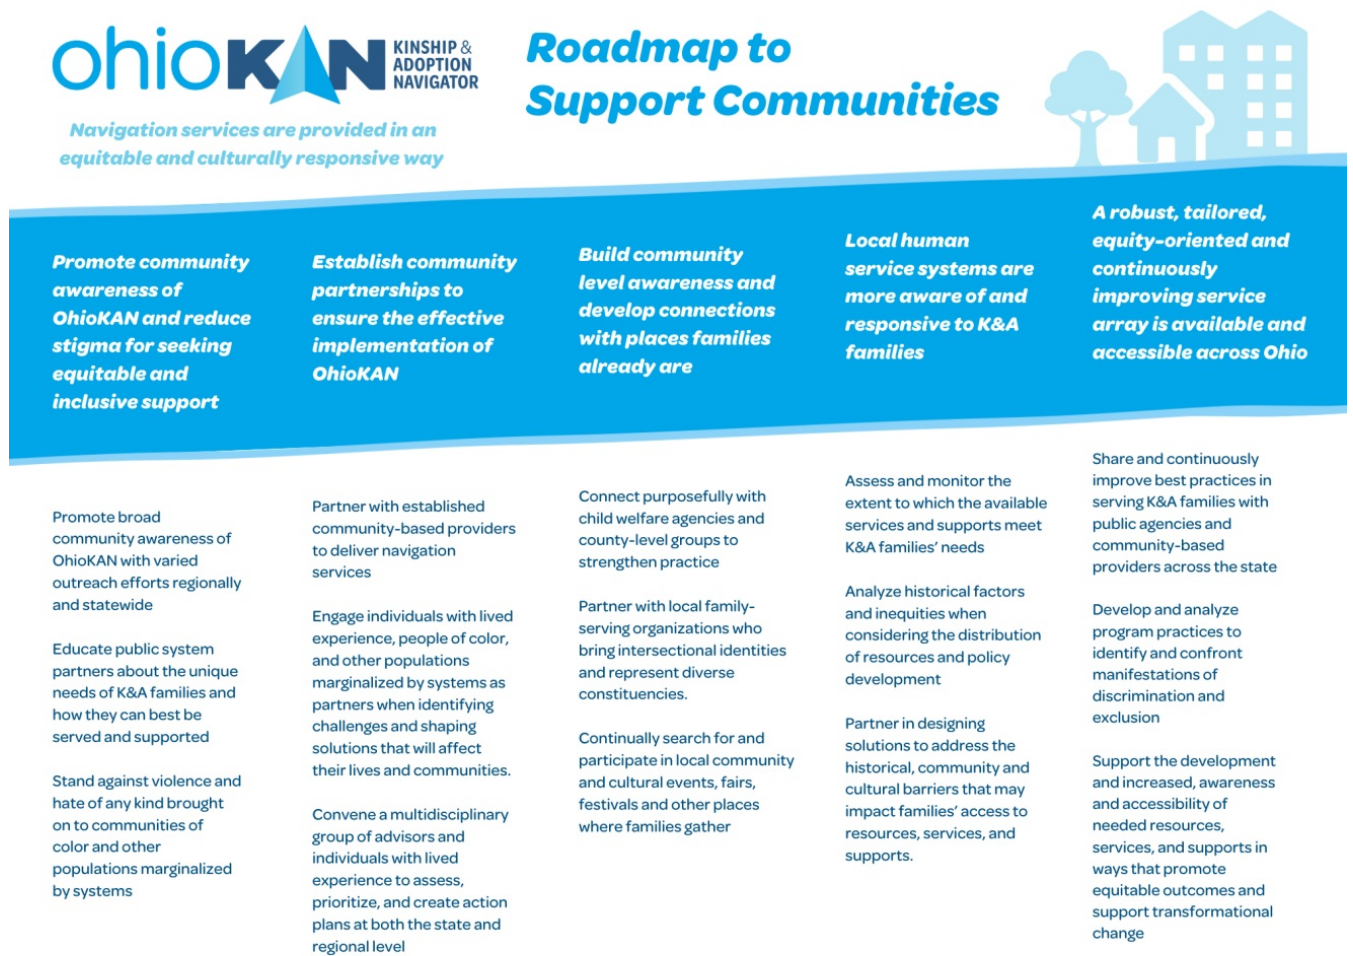 ohioKAN KINSHIP &
ADOPTION
NAVIGATOR
Navigation services are provided in an
equitable and culturally responsive way
Roadmap to
Support Communities
Promote community
awareness of
OhioKAN and reduce
stigma for seeking
equitable and
inclusive support
Establish community
partnerships to
ensure the effective
implementation of
OhioKAN
Build community
level awareness and
develop connections
with places families
already are
Local human
service systems are
more aware of and
responsive to K&A
families
A robust, tailored,
equity-oriented and
continuously
improving service
array is available and
accessible across Ohio
Promote broad
community awareness of
OhioKAN with varied
outreach efforts regionally
and statewide
Educate public system
partners about the unique
needs of K&A families and
how they can best be
served and supported
Stand against violence and
hate of any kind brought
on to communities of
color and other
populations marginalized
by systems
Partner with established
community-based providers
to deliver navigation
services
Engage individuals with lived
experience, people of color,
and other populations
marginalized by systems as
partners when identifying
challenges and shaping
solutions that will affect
their lives and communities.
Convene a multidisciplinary
group of advisors and
individuals with lived
experience to assess,
prioritize, and create action
plans at both the state and
regional level
Connect purposefully with
child welfare agencies and
county-level groups to
strengthen practice
Partner with local family-
serving organizations who
bring intersectional identities
and represent diverse
constituencies.
Continually search for and
participate in local community
and cultural events, fairs,
festivals and other places
where families gather
Assess and monitor the
extent to which the available
services and supports meet
K&A families' needs
Analyze historical factors
and inequities when
considering the distribution
of resources and policy
development
Partner in designing
solutions to address the
historical, community and
cultural barriers that may
impact families' access to
resources, services, and
supports.
Share and continuously
improve best practices in
serving K&A families with
public agencies and
community-based
providers across the state
Develop and analyze
program practices to
identify and confront
manifestations of
discrimination and
exclusion
Support the development
and increased, awareness
and accessibility of
needed resources,
services, and supports in
ways that promote
equitable outcomes and
support transformational
change